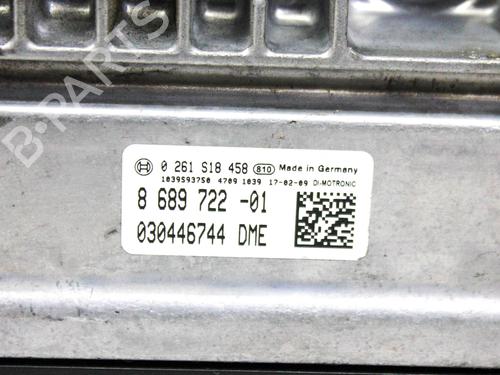 B-PARTS
0 261 S18 458 810 Made in Germany
1039S93750 4709 1039 17-02-09 DI-MOTRONIC
8 689 722 -01
030446744 DME